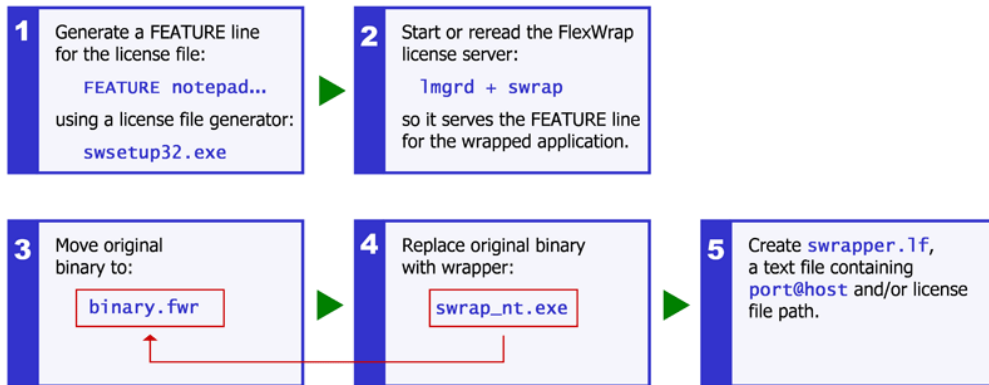 1
Generate a FEATURE line
for the license file:
FEATURE notepad...
using a license file generator:
swsetup32.exe
2
Start or reread the FlexWrap
license server:
lmgrd + swrap
so it serves the FEATURE line
for the wrapped application.
3
Move original
binary to:
binary.fwr
4
Replace original binary
with wrapper:
swrap_nt.exe
5
Create swrapper.lf,
a text file containing
port@host and/or license
file path.